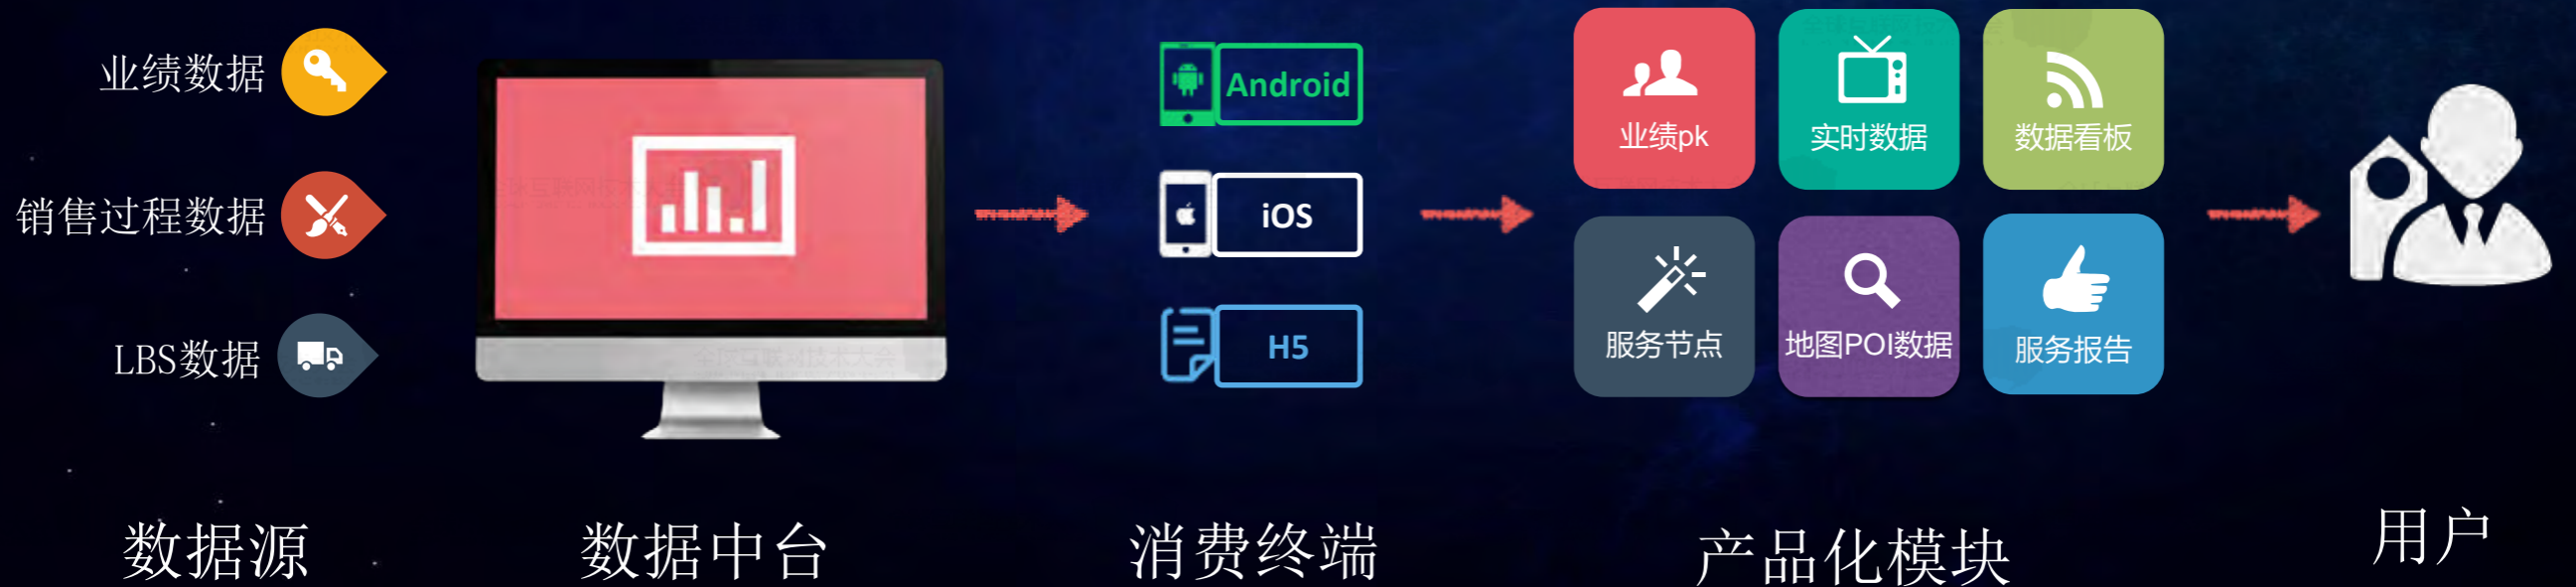 业绩数据
销售过程数据
LBS数据
Android
iOS
H5
业绩pk
实时数据
数据看板
服务节点
地图POI数据
服务报告
数据源
数据中台
消费终端
产品化模块
用户